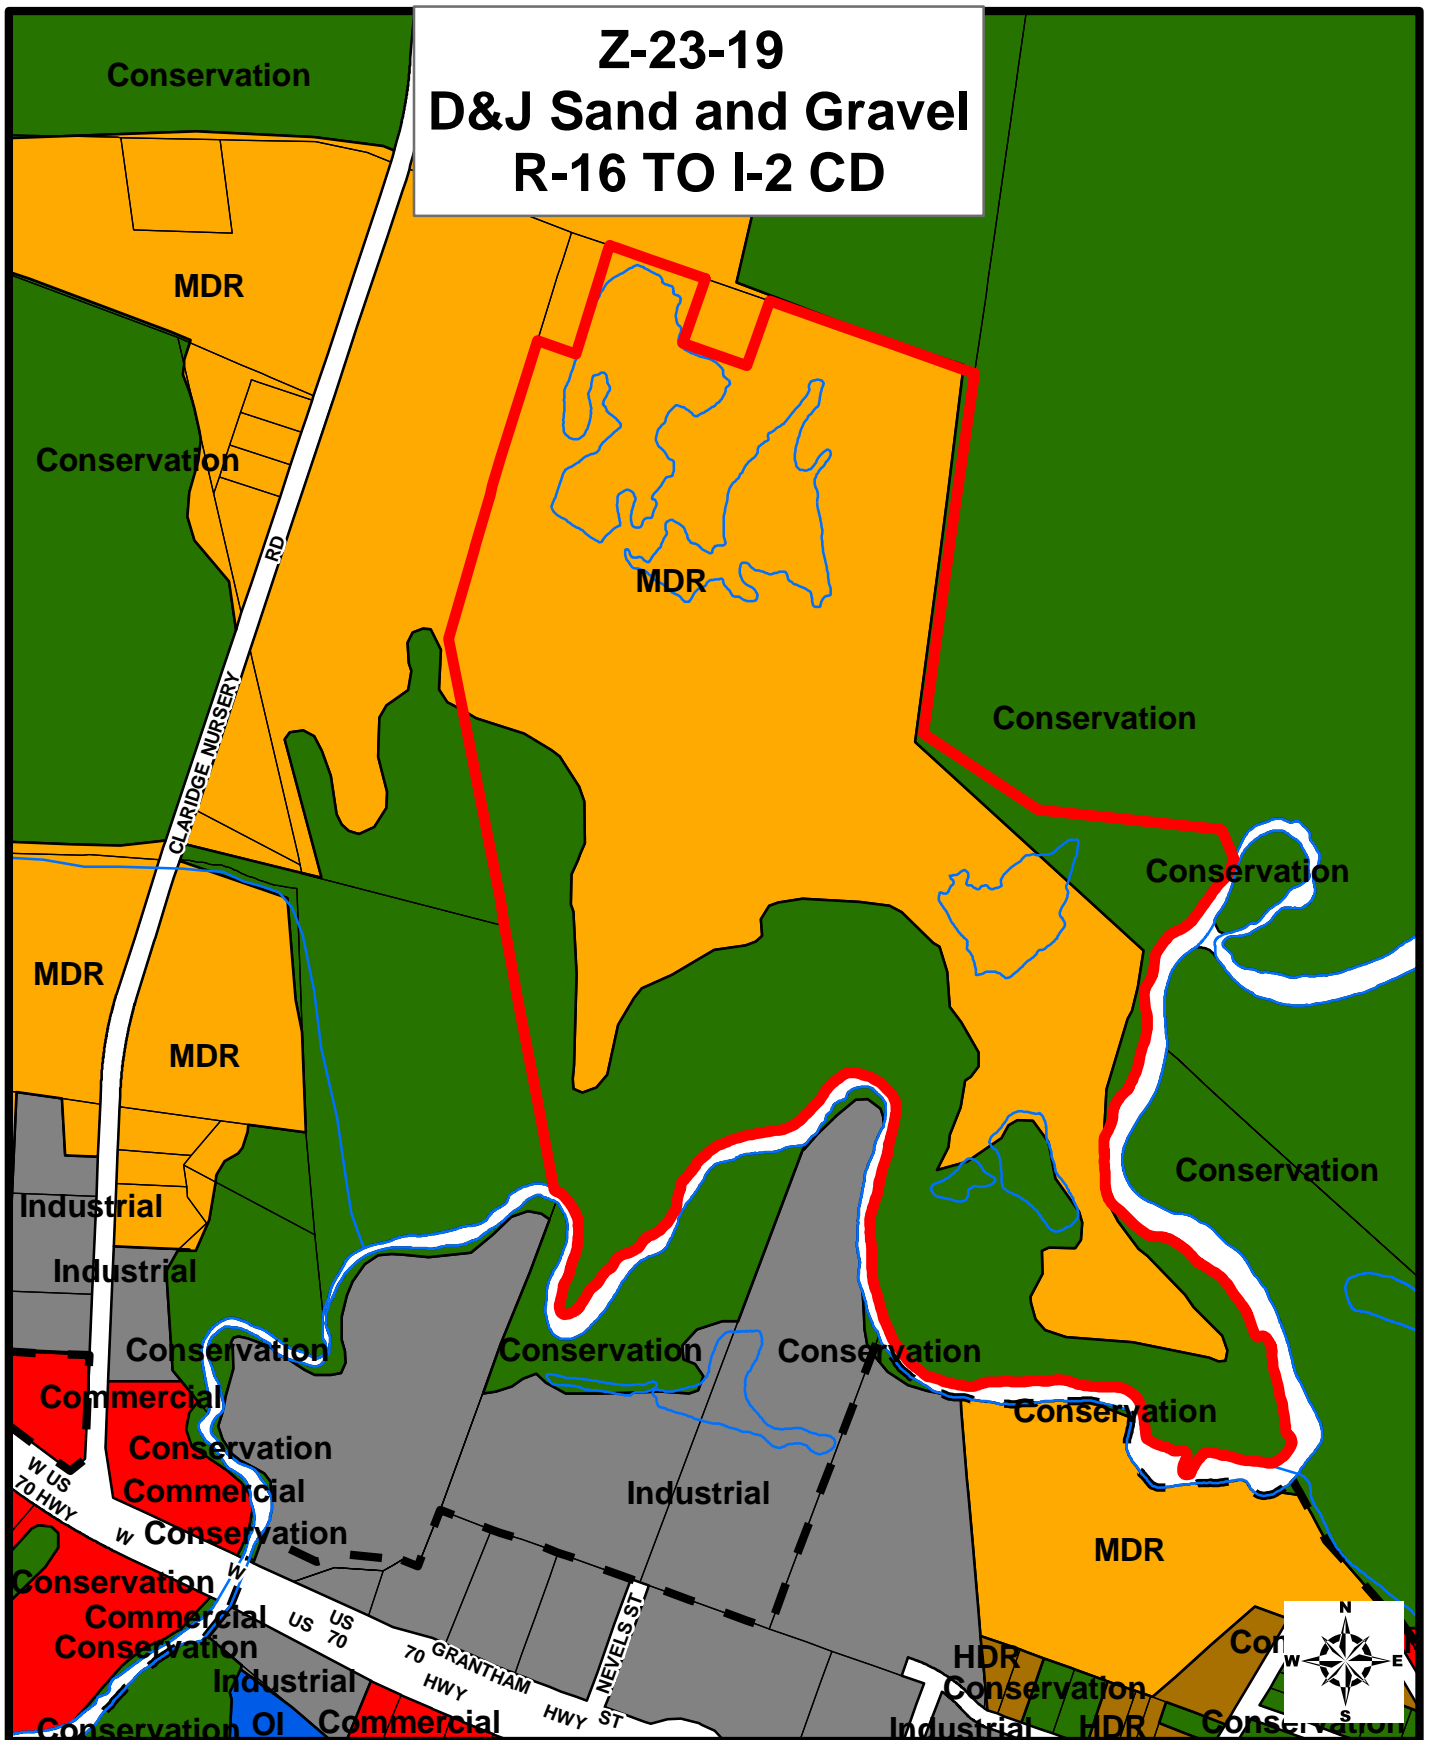 Z-23-19
D&J Sand and Gravel
R-16 TO I-2 CD
Conservation
MDR
Conservation
RD
MDR
CLARIDGE NURSERY
Conservation
Conservation
MDR
MDR
Conservation
Industrial
Industrial
Conservation
Conservation
Conservation
Commercial
Conservation
Conservation
W US
70 HWY
Commercial
Industrial
W
Conservation
MDR
W
Conservation
Commercial
Conservation
US
US
70
70
GRANTHAM
HWY
HWY
ST
NEVELS ST
HDR
Industrial
Conservation
OI
Commercial
Conservation
Industrial
HDR
Conservation
N
W
E
S